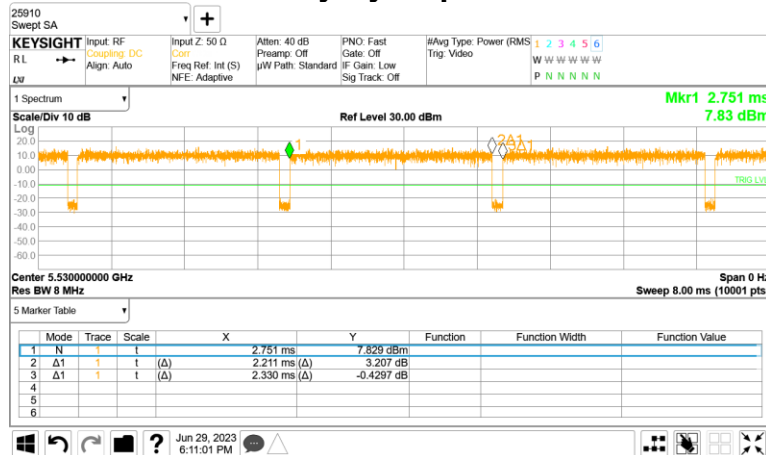 25910
Swept SA
KEYSIGHT Input: RF Input Z: 50 Ω Atten: 40 dB PNO: Fast #Avg Type: Power (RMS 1 2 3 4 5 6
RL Coupling: DC Corr Preamp: Off Gate: Off Trig: Video
Align: Auto Freq Ref: Int (S) µW Path: Standard IF Gain: Low W W W W W W
LXI NFE: Adaptive Sig Track: Off P N N N N N
1 Spectrum Mkr1 2.751 ms
Scale/Div 10 dB Ref Level 30.00 dBm 7.83 dBm
Log
20.0
10.0
0.00
-10.0
-20.0
-30.0
-40.0
-50.0
-60.0
1
2Δ1
3Δ1
TRIG LVL
Center 5.530000000 GHz Span 0 Hz
Res BW 8 MHz Sweep 8.00 ms (10001 pts
5 Marker Table
Mode Trace Scale X Y Function Function Width Function Value
1 N 1 t 2.751 ms 7.829 dBm
2 Δ1 1 t (Δ) 2.211 ms (Δ) 3.207 dB
3 Δ1 1 t (Δ) 2.330 ms (Δ) -0.4297 dB
4
5
6
? Jun 29, 2023
6:11:01 PM